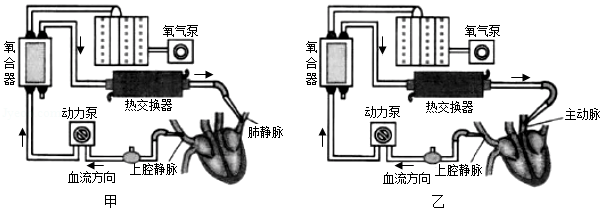 氧气泵
氧合器
热交换器
动力泵
肺静脉
上腔静脉
血流方向
甲
氧气泵
氧合器
热交换器
动力泵
主动脉
上腔静脉
血流方向
乙